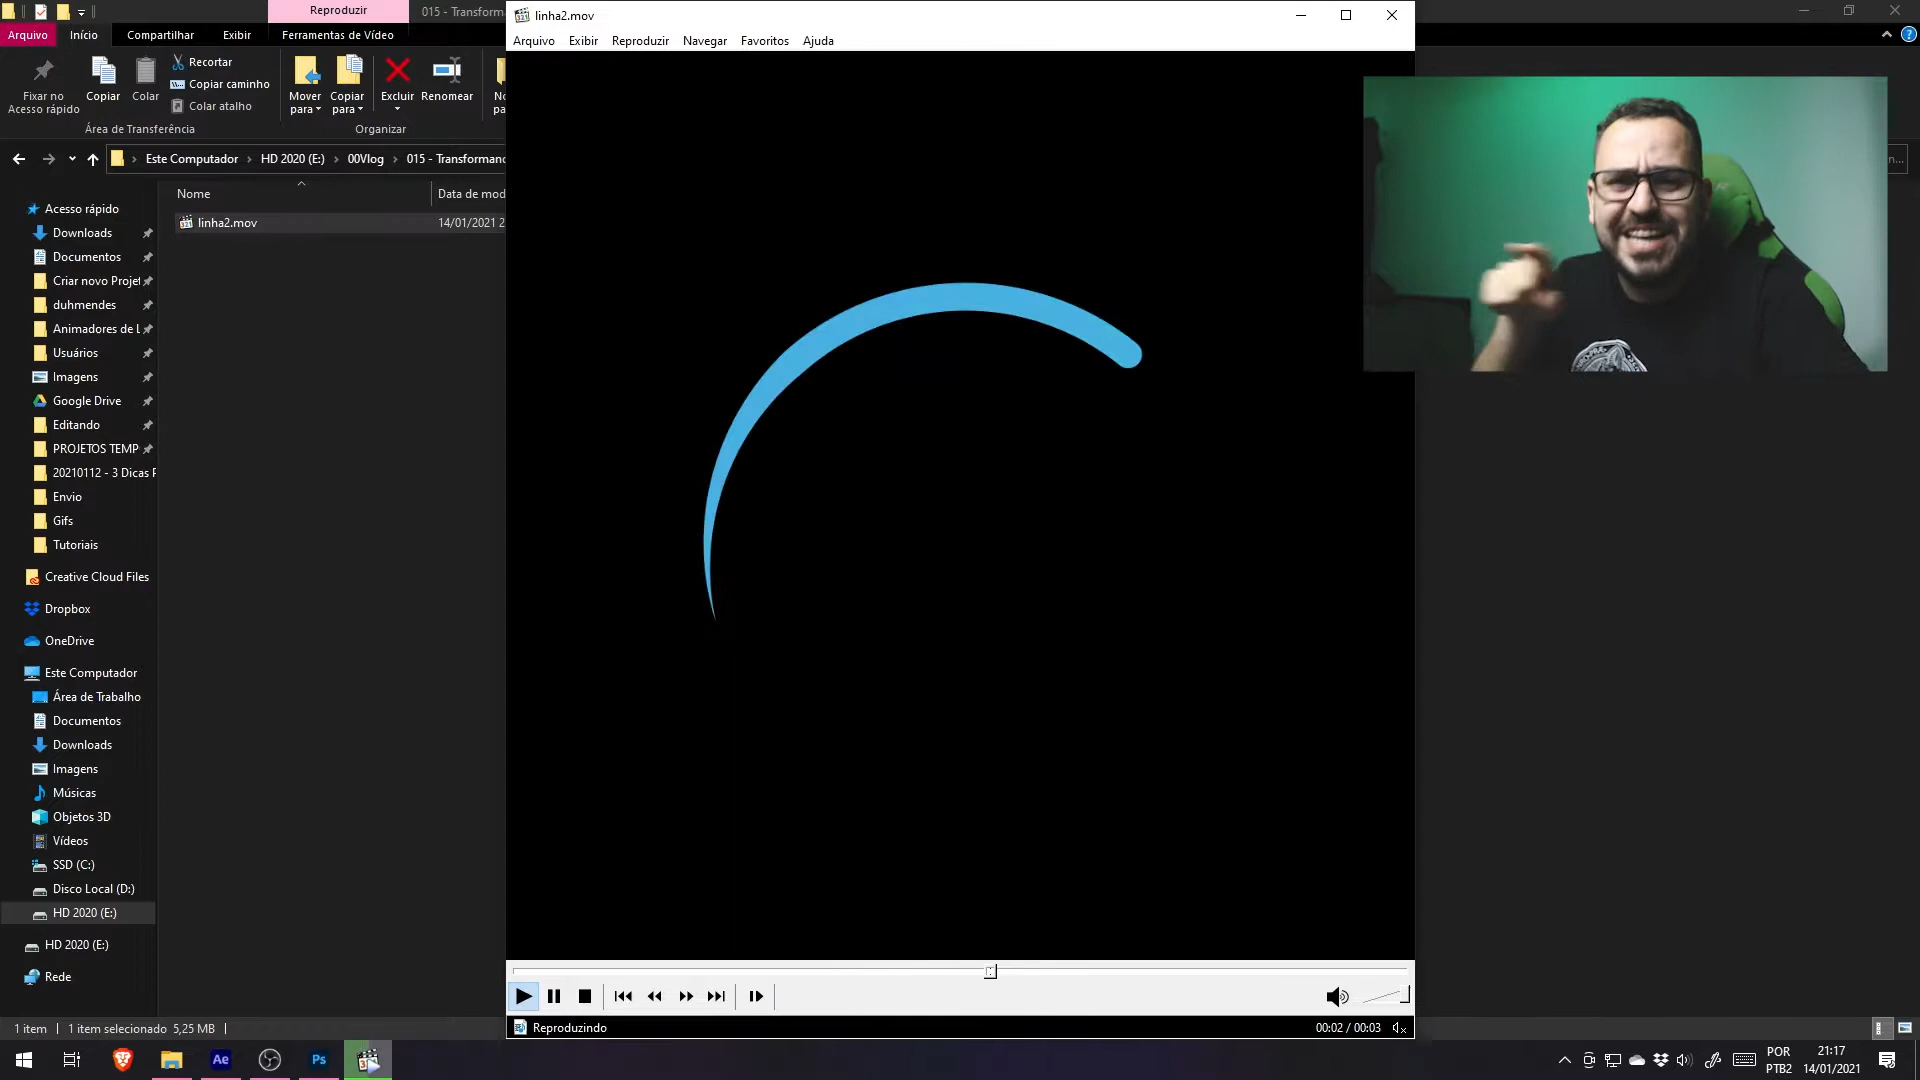 Reproduzir
015 - Transforma
Arquivo
Início
Compartilhar
Exibir
Ferramentas de Vídeo
Fixar no
Acesso rápido
Copiar
Colar
Recortar
Copiar caminho
Colar atalho
Mover
para
Copiar
para
Excluir
Renomear
Área de Transferência
Organizar
Este Computador
HD 2020 (E:)
00Vlog
015 - Transformand
Nome
Data de mod
linha2.mov
14/01/2021 2
Acesso rápido
Downloads
Documentos
Criar novo Projet
duhmendes
Animadores de L
Usuários
Imagens
Google Drive
Editando
PROJETOS TEMP
20210112 - 3 Dicas P
Envio
Gifs
Tutoriais
Creative Cloud Files
Dropbox
OneDrive
Este Computador
Área de Trabalho
Documentos
Downloads
Imagens
Músicas
Objetos 3D
Vídeos
SSD (C:)
Disco Local (D:)
HD 2020 (E:)
HD 2020 (E:)
Rede
1 item
1 item selecionado 5,25 MB
linha2.mov
Arquivo
Exibir
Reproduzir
Navegar
Favoritos
Ajuda
Reproduzindo
00:02 / 00:03
Ae
Ps
POR
PTB2
21:17
14/01/2021